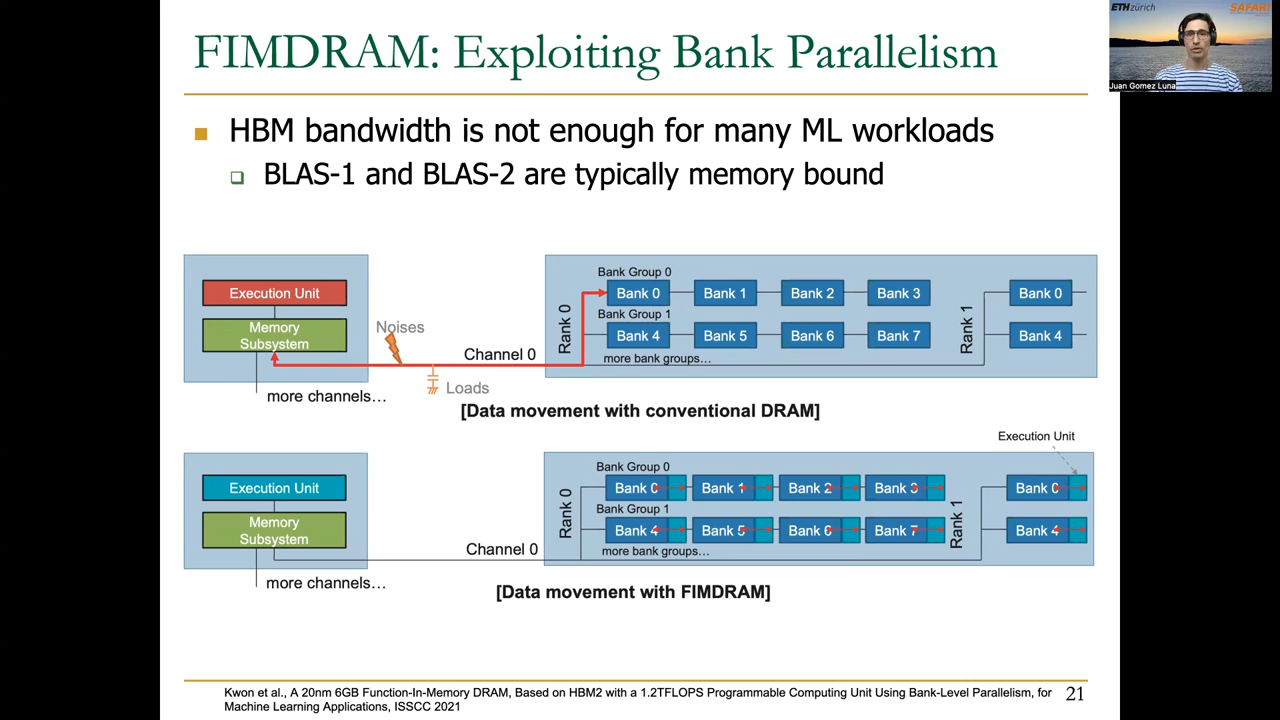 FIMDRAM: Exploiting Bank Parallelism
ETH zürich
SAFARI
Juan Gomez Luna
HBM bandwidth is not enough for many ML workloads
BLAS-1 and BLAS-2 are typically memory bound
Execution Unit
Memory
Subsystem
more channels…
Noises
Loads
Channel 0
Rank 0
Bank Group 0
Bank 0 Bank 1 Bank 2 Bank 3
Bank Group 1
Bank 4 Bank 5 Bank 6 Bank 7
more bank groups…
Rank 1
Bank 0
Bank 4
[Data movement with conventional DRAM]
Execution Unit
Execution Unit
Memory
Subsystem
more channels…
Channel 0
Rank 0
Bank Group 0
Bank 0 Bank 1 Bank 2 Bank 3
Bank Group 1
Bank 4 Bank 5 Bank 6 Bank 7
more bank groups…
Rank 1
Bank 0
Bank 4
[Data movement with FIMDRAM]
Kwon et al., A 20nm 6GB Function-In-Memory DRAM, Based on HBM2 with a 1.2TFLOPS Programmable Computing Unit Using Bank-Level Parallelism, for
Machine Learning Applications, ISSCC 2021
21